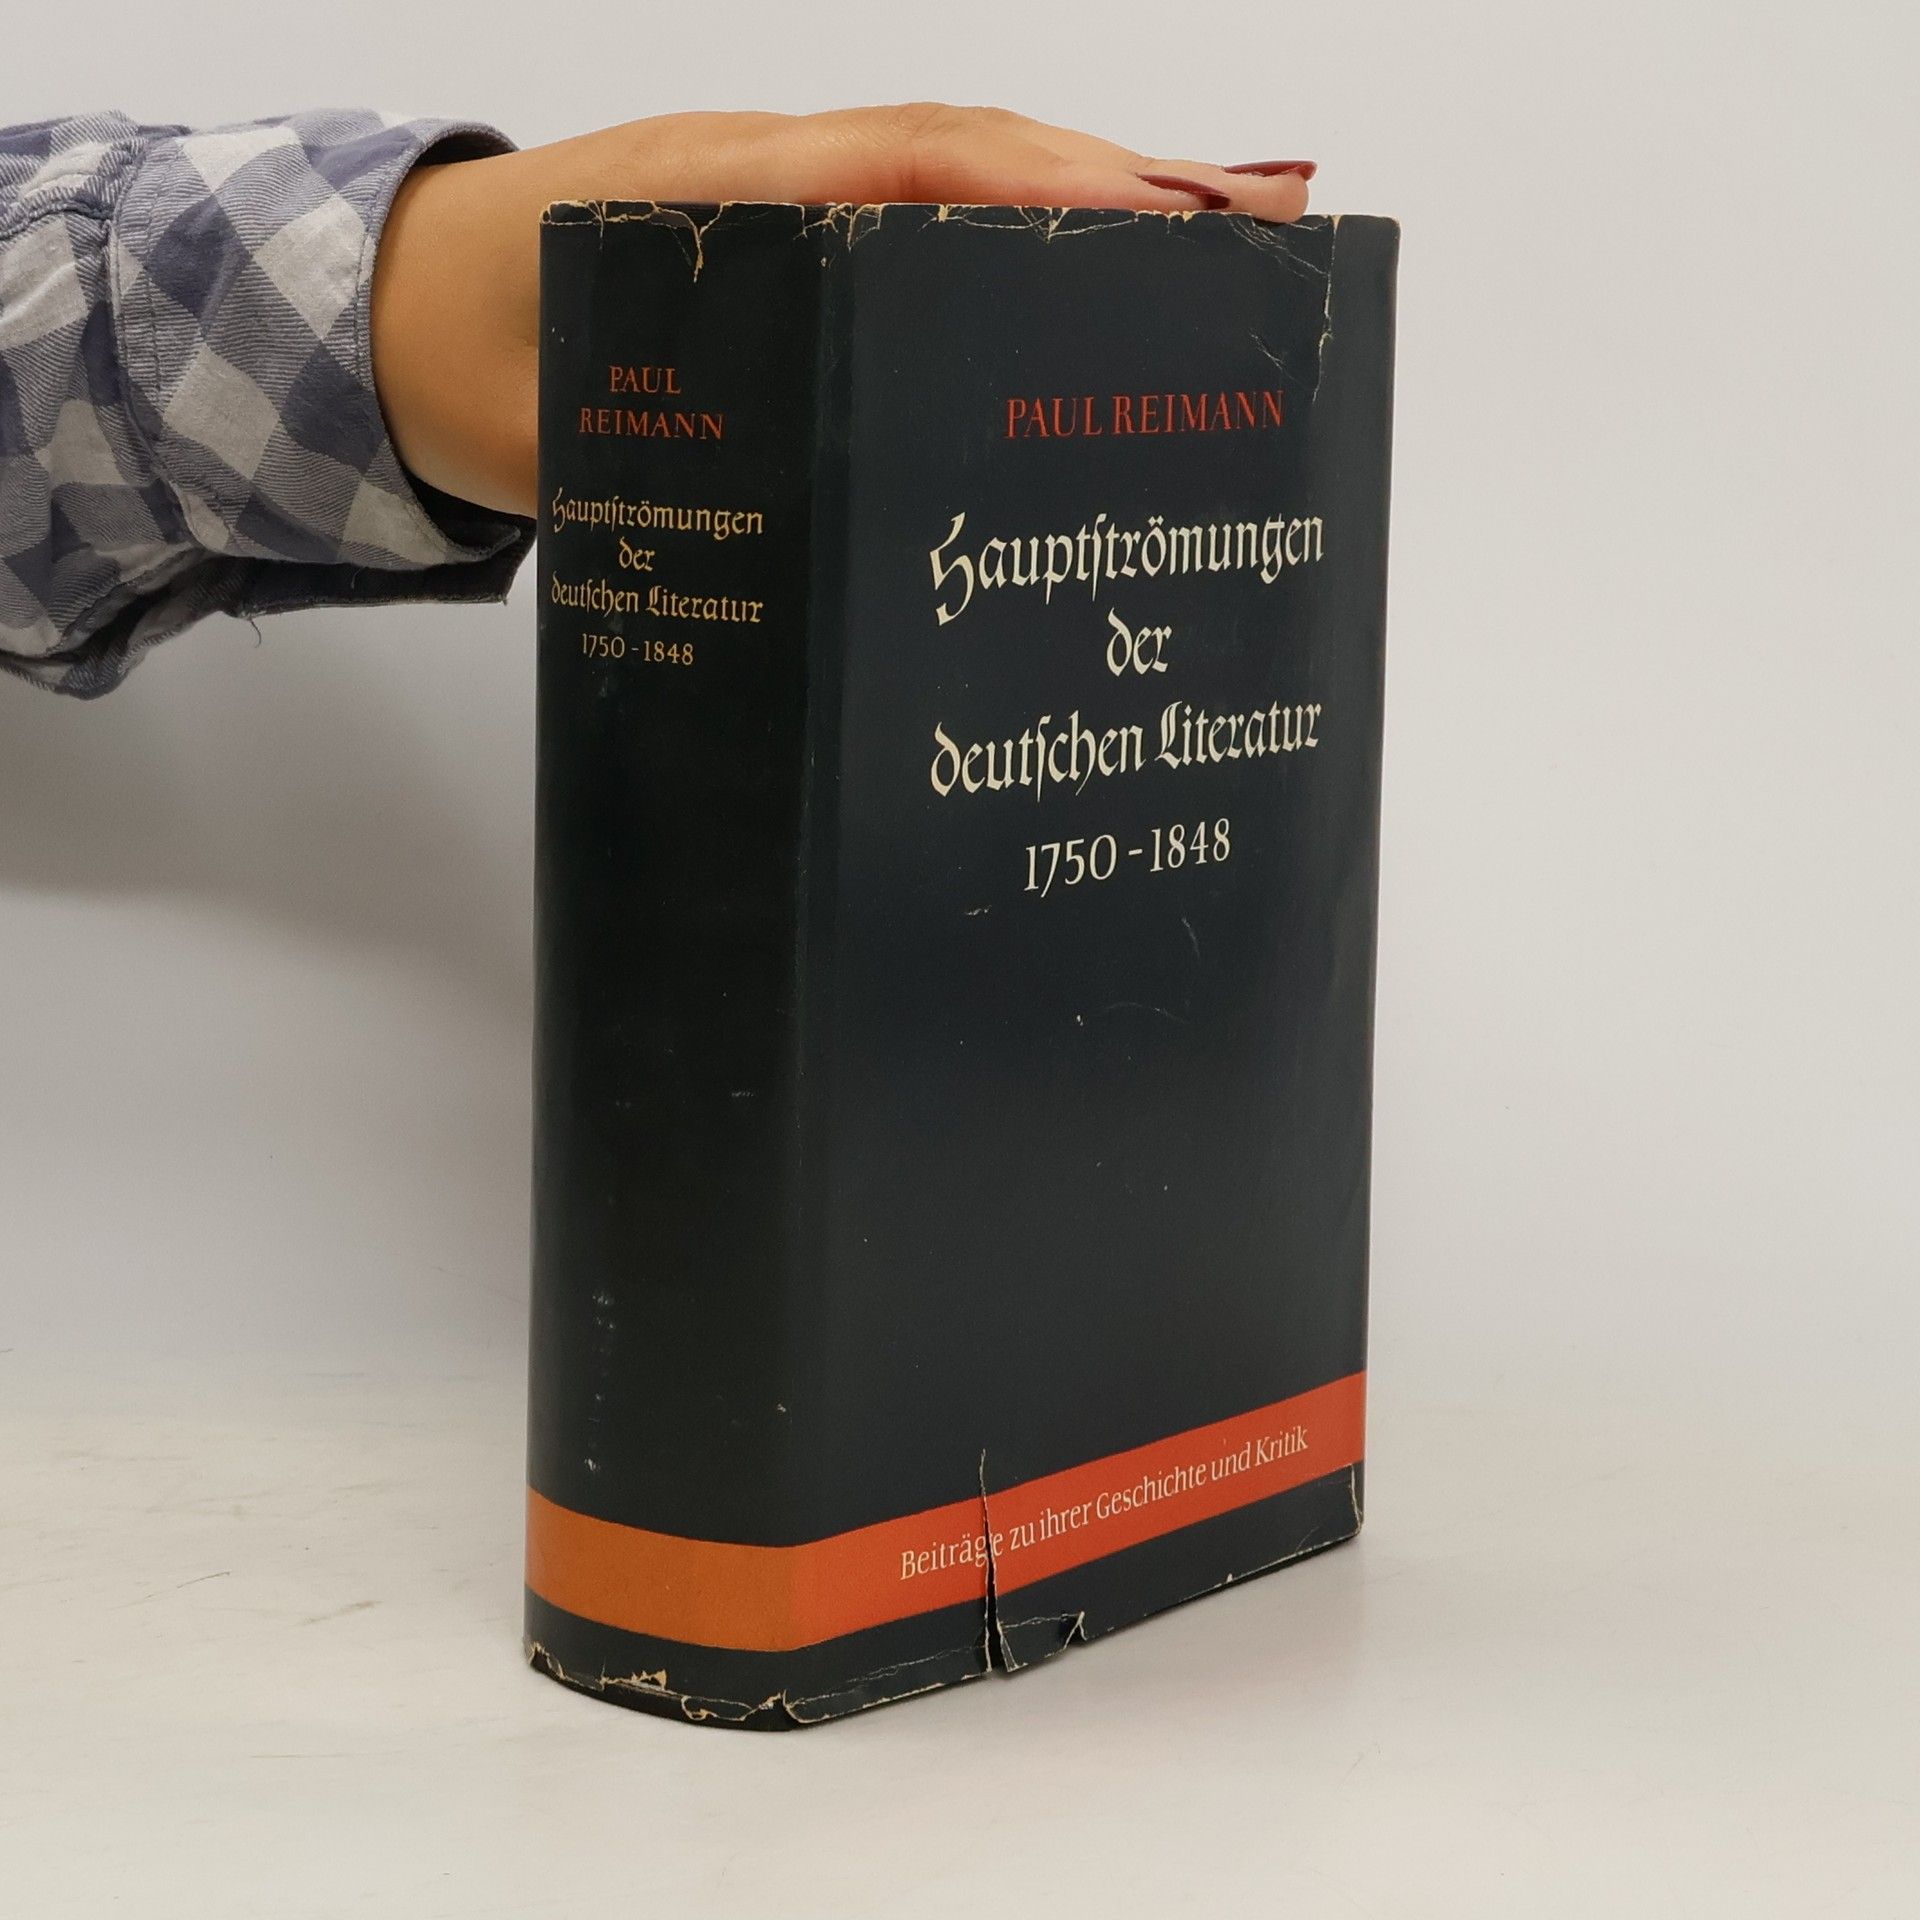 PAUL
REIMANN
Hauptſtrömungen
der
deutſchen Literatur
1750-1848
PAUL REIMANN
Hauptſtrömungen
der
deutſchen Literatur
1750-1848
Beiträge zu ihrer Geschichte und Kritik